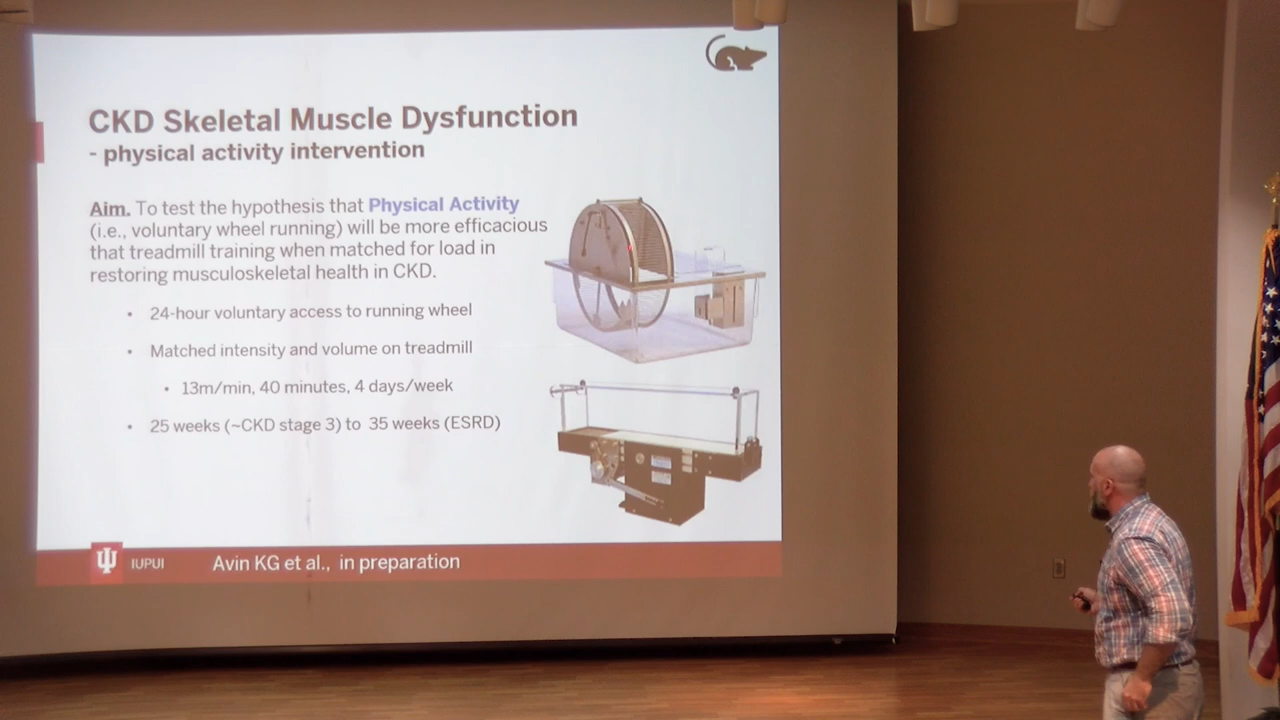 CKD Skeletal Muscle Dysfunction
- physical activity intervention
Aim. To test the hypothesis that Physical Activity
(i.e., voluntary wheel running) will be more efficacious
that treadmill training when matched for load in
restoring musculoskeletal health in CKD.
• 24-hour voluntary access to running wheel
• Matched intensity and volume on treadmill
• 13m/min, 40 minutes, 4 days/week
• 25 weeks (~CKD stage 3) to 35 weeks (ESRD)
IUPUI
Avin KG et al., in preparation